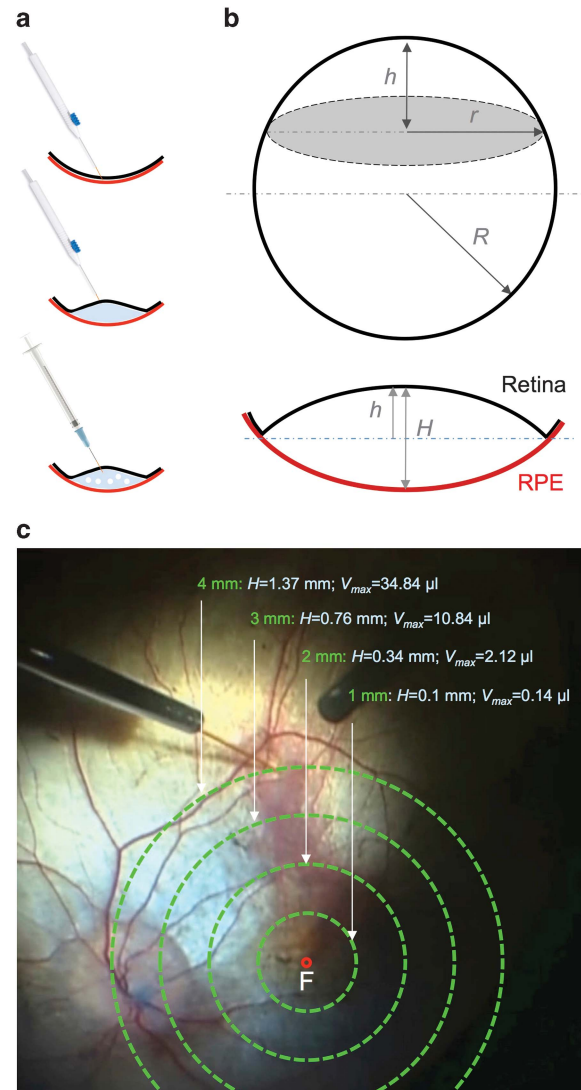 a
b
h
r
R
Retina
h
H
RPE
c
4 mm: H=1.37 mm; Vmax=34.84 µl
3 mm: H=0.76 mm; Vmax=10.84 µl
2 mm: H=0.34 mm; Vmax=2.12 µl
1 mm: H=0.1 mm; Vmax=0.14 µl
F